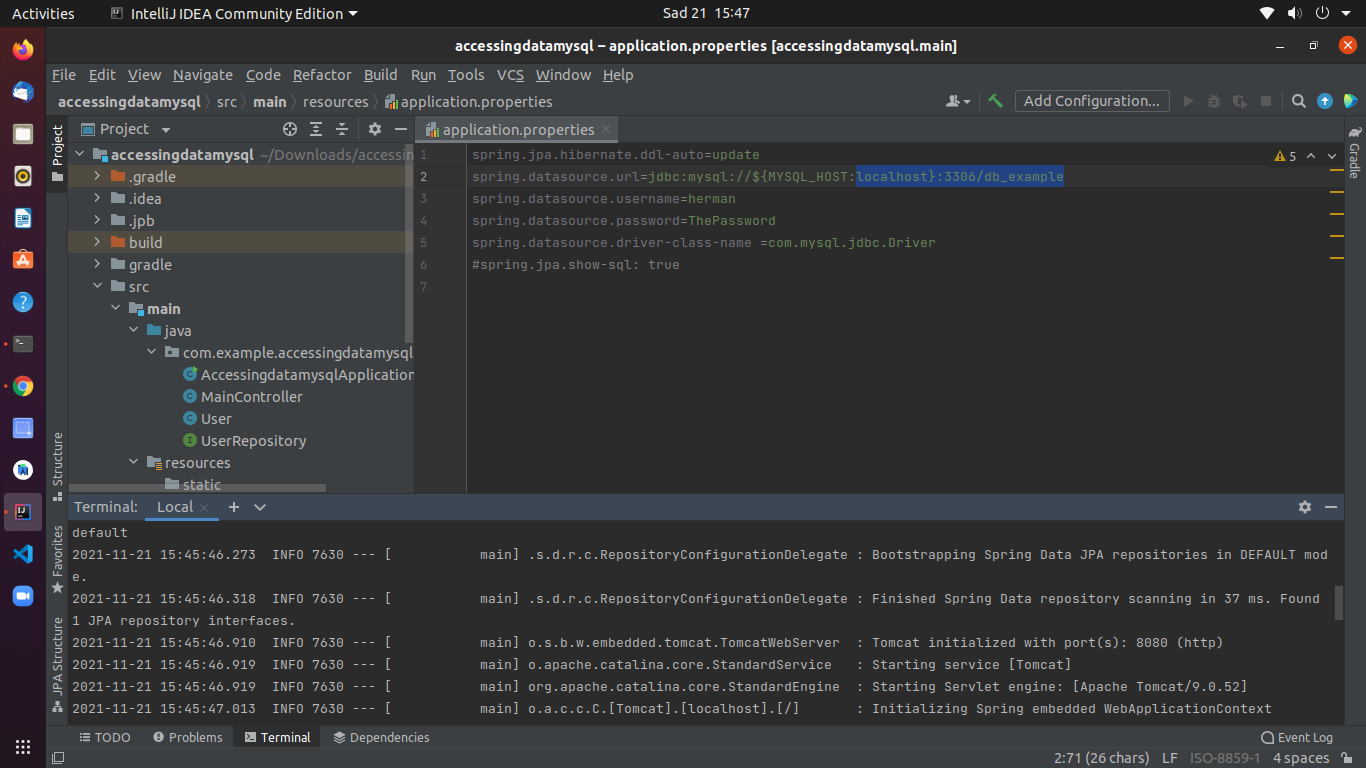 Activities IntelliJ IDEA Community Edition Sad 21 15:47
accessingdatamysql – application.properties [accessingdatamysql.main]
File Edit View Navigate Code Refactor Build Run Tools VCS Window Help
accessingdatamysql src main resources application.properties Add Configuration...
Project
Project
application.properties
Gradle
accessingdatamysql ~/Downloads/accessin
.gradle
.idea
.jpb
build
gradle
src
main
java
com.example.accessingdatamysql
AccessingdatamysqlApplication
MainController
User
UserRepository
resources
static
1 spring.jpa.hibernate.ddl-auto=update
5
2 spring.datasource.url=jdbc:mysql://${MYSQL_HOST:localhost}:3306/db_example
3 spring.datasource.username=herman
4 spring.datasource.password=ThePassword
5 spring.datasource.driver-class-name =com.mysql.jdbc.Driver
6 #spring.jpa.show-sql: true
7
Structure
Favorites
JPA Structure
Terminal: Local
default
2021-11-21 15:45:46.273  INFO 7630 --- [           main] .s.d.r.c.RepositoryConfigurationDelegate : Bootstrapping Spring Data JPA repositories in DEFAULT mod
e.
2021-11-21 15:45:46.318  INFO 7630 --- [           main] .s.d.r.c.RepositoryConfigurationDelegate : Finished Spring Data repository scanning in 37 ms. Found
1 JPA repository interfaces.
2021-11-21 15:45:46.910  INFO 7630 --- [           main] o.s.b.w.embedded.tomcat.TomcatWebServer  : Tomcat initialized with port(s): 8080 (http)
2021-11-21 15:45:46.919  INFO 7630 --- [           main] o.apache.catalina.core.StandardService   : Starting service [Tomcat]
2021-11-21 15:45:46.919  INFO 7630 --- [           main] org.apache.catalina.core.StandardEngine  : Starting Servlet engine: [Apache Tomcat/9.0.52]
2021-11-21 15:45:47.013  INFO 7630 --- [           main] o.a.c.c.C.[Tomcat].[localhost].[/]       : Initializing Spring embedded WebApplicationContext
TODO Problems Terminal Dependencies Event Log
2:71 (26 chars) LF ISO-8859-1 4 spaces